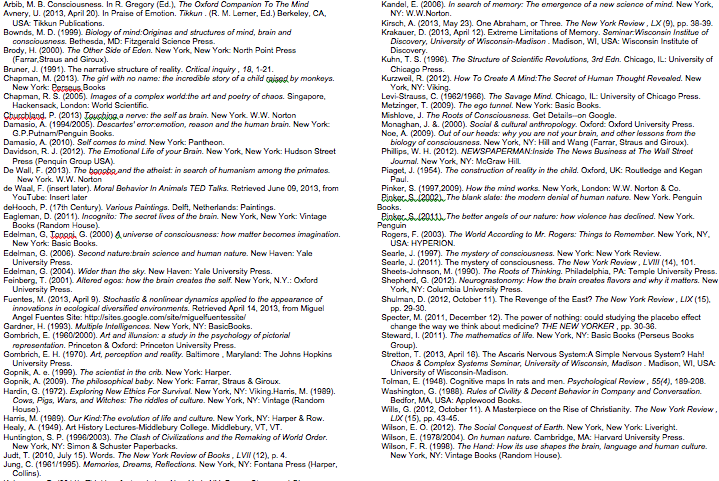 Arbib, M. B. Consciousness. In R. Gregory (Ed.), The Oxford Companion To The Mind
Avnery, U. (2013, April 20). In Praise of Emotion. Tikkun . (R. M. Lerner, Ed.) Berkeley, CA,
USA: Tikkun Publications.
Bownds, M. D. (1999). Biology of mind:Originas and structures of mind, brain and
consciousness. Bethesda, MD: Fitzgerald Science Press.
Brody, H. (2000). The Other Side of Eden. New York, New York: North Point Press
(Farrar,Straus and Giroux).
Bruner, J. (1991). The narrative structure of reality. Critical inquiry , 18, 1-21.
Chapman, M. (2013). The girl with no name: the incredible story of a child raised by monkeys.
New York: Perseus Books
Chapman, R. S. (2005). Images of a complex world:the art and poetry of chaos. Singapore,
Hackensack, London: World Scientific.
Churchland, P. (2013) Touching a nerve: the self as brain. New York. W.W. Norton
Damasio, A. (1994/2005). Descartes' error:emotion, reason and the human brain. New York:
G.P.Putnam/Penguin Books.
Damasio, A. (2010). Self comes to mind. New York: Pantheon.
Davidson, R. J. (2012). The Emotional Life of your Brain. New York, New York: Hudson Street
Press (Penguin Group USA).
De Wall, F. (2013). The bonobo and the atheist: in search of humanism among the primates.
New York. W.W. Norton
de Waal, F. (insert later). Moral Behavior In Animals TED Talks. Retrieved June 09, 2013, from
YouTube: Insert later
deHooch, P. (17th Century). Various Paintings. Delft, Netherlands: Paintings.
Eagleman, D. (2011). Incognito: The secret lives of the brain. New York, New York: Vintage
Books (Random House).
Edelman, G, Tononi, G. (2000) A universe of consciousness: how matter becomes imagination.
New York: Basic Books.
Edelman, G. (2006). Second nature:brain science and human nature. New Haven: Yale
University Press.
Edelman, G. (2004). Wider than the sky. New Haven: Yale University Press.
Feinberg, T. (2001). Altered egos: how the brain creates the self. New York, N.Y.: Oxford
University Press.
Fuentes, M. (2013, April 9). Stochastic & nonlinear dynamics applied to the appearance of
innovations in ecological diversified environments. Retrieved April 14, 2013, from Miguel
Angel Fuentes Site: http://sites.google.com/site/miguelfuentessite/
Gardner, H. (1993). Multiple Intelligences. New York, NY: BasicBooks.
Gombrich, E. (1960/2000). Art and illusion: a study in the psychology of pictorial
representation. Princeton & Oxford: Princeton University Press.
Gombrich, E. H. (1970). Art, perception and reality. Baltimore , Maryland: The Johns Hopkins
University Press.
Gopnik, A. e. (1999). The scientist in the crib. New York: Harper.
Gopnik, A. (2009). The philosophical baby. New York: Farrar, Straus & Giroux.
Hardin, G. (1972). Exploring New Ethics For Survival. New York, NY: Viking.Harris, M. (1989).
Cows, Pigs, Wars, and Witches: The riddles of culture. New York: Vintage (Random
House).
Harris, M. (1989). Our Kind:The evolution of life and culture. New York, NY: Harper & Row.
Healy, A. (1949). Art History Lectures-Middlebury College. Middlebury, VT, VT.
Huntington, S. P. (1996/2003). The Clash of Civilizations and the Remaking of World Order.
New York, NY: Simon & Schuster Paperbacks.
Judt, T. (2010, July 15). Words. The New York Review of Books , LVII (12), p. 4.
Jung, C. (1961/1995). Memories, Dreams, Reflections. New York, NY: Fontana Press (Harper,
Collins).
Kandel, E. (2006). In search of memory: The emergence of a new science of mind. New York,
NY: W.W.Norton.
Kirsch, A. (2013, May 23). One Abraham, or Three. The New York Review , LX (9), pp. 38-39.
Krakauer, D. (2013, April 12). Extreme Limitations of Memory. Seminar:Wisconsin Institue of
Discovery, University of Wisconsin-Madison . Madison, WI, USA: Wisconsin Institute of
Discovery.
Kuhn, T. S. (1996). The Structure of Scientific Revolutions, 3rd Edn. Chicago, IL: University of
Chicago Press.
Kurzweil, R. (2012). How To Create A Mind:The Secret of Human Thought Revealed. New
York, NY: Viking.
Levi-Strauss, C. (1962/1966). The Savage Mind. Chicago, IL: University of Chicago Press.
Metzinger, T. (2009). The ego tunnel. New York: Basic Books.
Mishlove, J. The Roots of Consciousness. Get Details--on Google.
Monaghan, J. &. (2000). Social & cultural anthropology. Oxford: Oxford University Press.
Noe, A. (2009). Out of our heads: why you are not your brain, and other lessons from the
biology of consciousness. New York, NY: Hill and Wang (Farrar, Straus and Giroux).
Phillips, W. H. (2012). NEWSPAPERMAN:Inside The News Business at The Wall Street
Journal. New York, NY: McGraw Hill.
Piaget, J. (1954). The construction of reality in the child. Oxford, UK: Routledge and Kegan
Paul.
Pinker, S. (1997,2009). How the mind works. New York, London: W.W. Norton & Co.
Pinker, S. (2002). The blank slate: the modern denial of human nature. New York. Penguin
Books.
Pinker, S. (2011). The better angels of our nature: how violence has declined. New York.
Penguin
Rogers, F. (2003). The World According to Mr. Rogers: Things to Remember. New York, NY,
USA: HYPERION.
Searle, J. (1997). The mystery of consciousness. New York: New York Review.
Searle, J. (2011). The mystery of consciousness. The New York Review , LVIII (14), 101.
Sheets-Johnson, M. (1990). The Roots of Thinking. Philadelphia, PA: Temple University Press.
Shepherd, G. (2012). Neurograstonomy: How the brain creates flavors and why it matters. New
York, NY: Columbia University Press.
Shulman, D. (2012, October 11). The Revenge of the East? The New York Review , LX (15),
pp. 29-30.
Specter, M. (2011, December 12). The power of nothing: could studying the placebo effect
change the way we think about medicine? THE NEW YORKER , pp. 30-36.
Steward, I. (2011). The mathematics of life. New York, NY: Basic Books (Perseus Books
Group).
Stretton, T. (2013, April 16). The Ascaris Nervous System:A Simple Nervous System? Hah!
Chaos & Complex Systems Seminar, University of Wisconsin, Madison . Madison, WI, USA:
University of Wisconsin-Madison.
Tolman, E. (1948). Cognitive maps In rats and men. Psychological Review , 55(4), 189-208.
Washington, G. (1988). Rules of Civility & Decent Behavior in Company and Conversation.
Bedfor, MA, USA: Applewood Books.
Wills, G. (2012, October 11). A Masterpiece on the Rise of Christianity. The New York Review ,
LIX (15), pp. 43-45.
Wilson, E. O. (2012). The Social Conquest of Earth. New York, New York: Liveright.
Wilson, E. (1978/2004). On human nature. Cambridge, MA: Harvard University Press.
Wilson, F. R. (1998). The Hand: How its use shapes the brain, language and human culture.
New York, NY: Vintage Books (Random House).